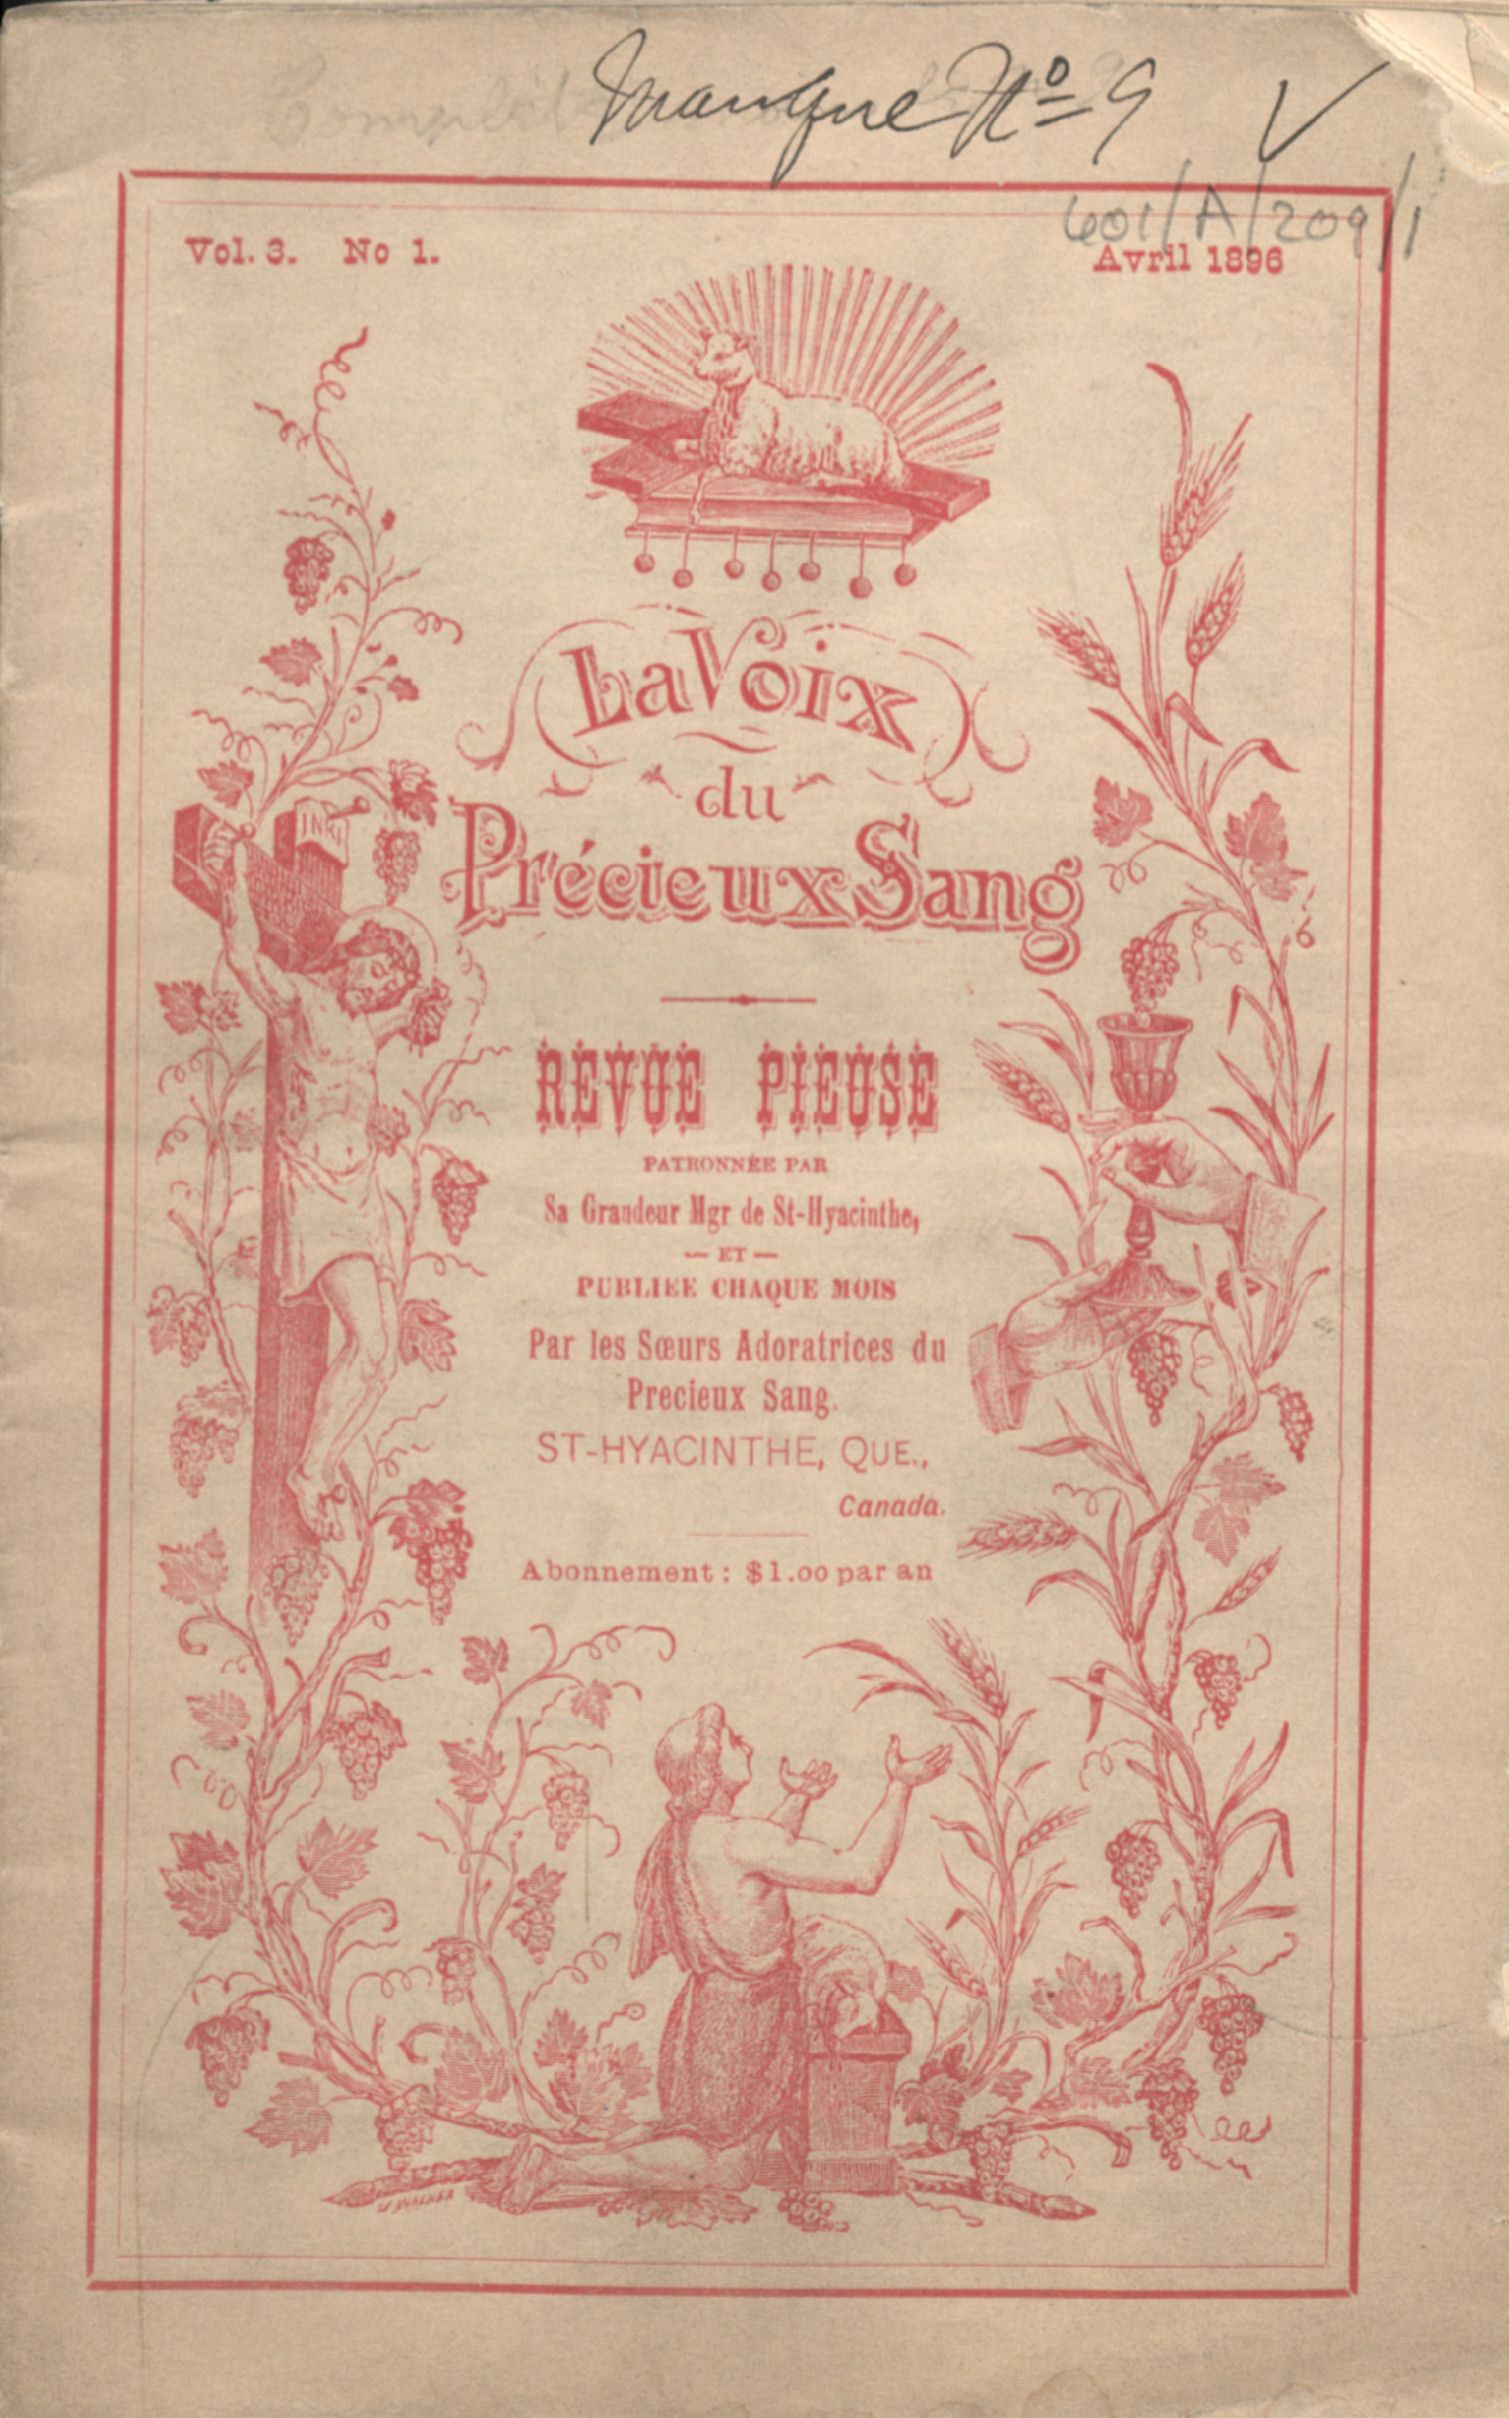 Manque No 9 V
601/A/209/1
Vol. 3. No 1.
Avril 1896
La Voix
du
Précieux Sang
INRI
REVUE PIEUSE
PATRONNÉE PAR
Sa Grandeur Mgr de St-Hyacinthe,
— ET —
PUBLIEE CHAQUE MOIS
Par les Sœurs Adoratrices du
Precieux Sang.
ST-HYACINTHE, QUE.,
Canada.
Abonnement : $1.00 par an
W WALKER